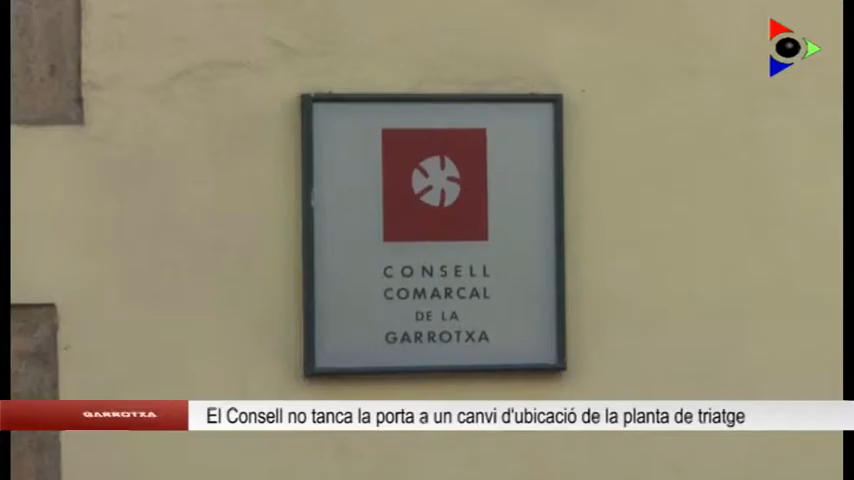 CONSELL
COMARCAL
DE LA
GARROTXA
GARROTXA
El Consell no tanca la porta a un canvi d'ubicació de la planta de triatge